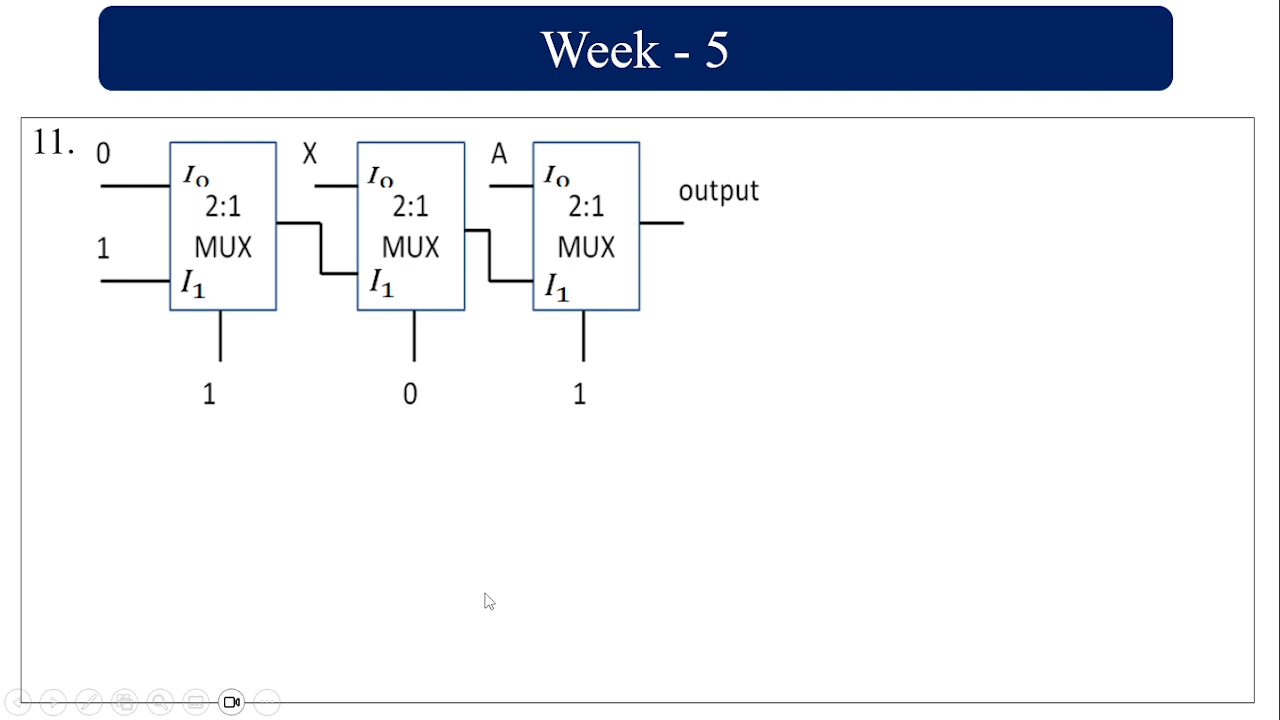 Week - 5
11.
0 X A
I₀ I₀ I₀
output
2:1 2:1 2:1
1 MUX MUX MUX
I₁ I₁ I₁
1 0 1